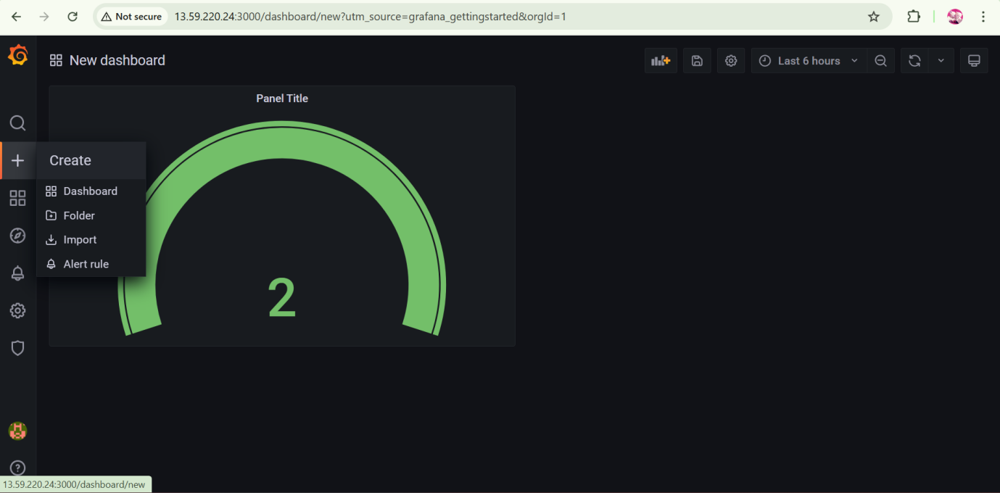 Not secure
13.59.220.24:3000/dashboard/new?utm_source=grafana_gettingstarted&orgId=1
New dashboard
Last 6 hours
Panel Title
Create
Dashboard
Folder
Import
Alert rule
2
13.59.220.24:3000/dashboard/new